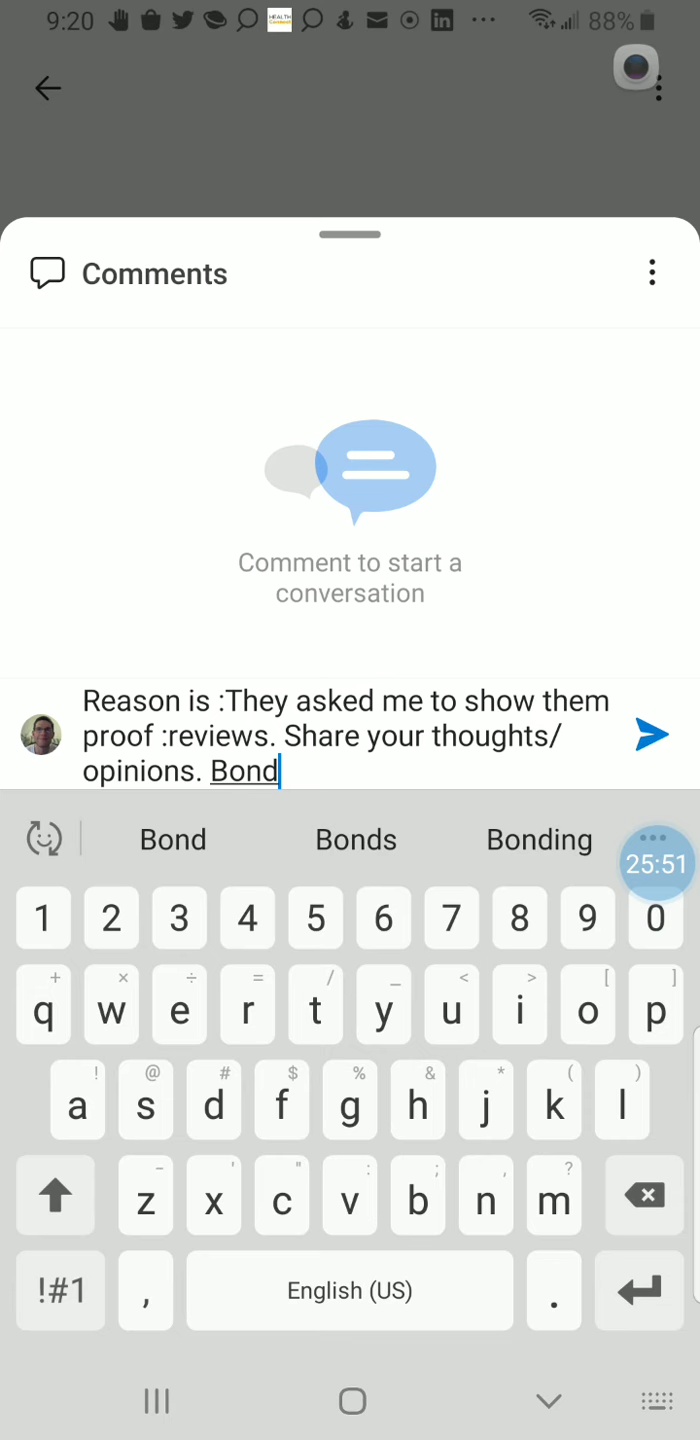 9:20 HEALTH 88%
Comments
Comment to start a
conversation
Reason is :They asked me to show them
proof :reviews. Share your thoughts/
opinions. Bond
Bond Bonds Bonding
25:51
1 2 3 4 5 6 7 8 9 0
+ × ÷ = / _ < > [ ]
q w e r t y u i o p
! @ # $ % & * ( )
a s d f g h j k l
- ' " : ; , ?
z x c v b n m
!#1 , English (US) .